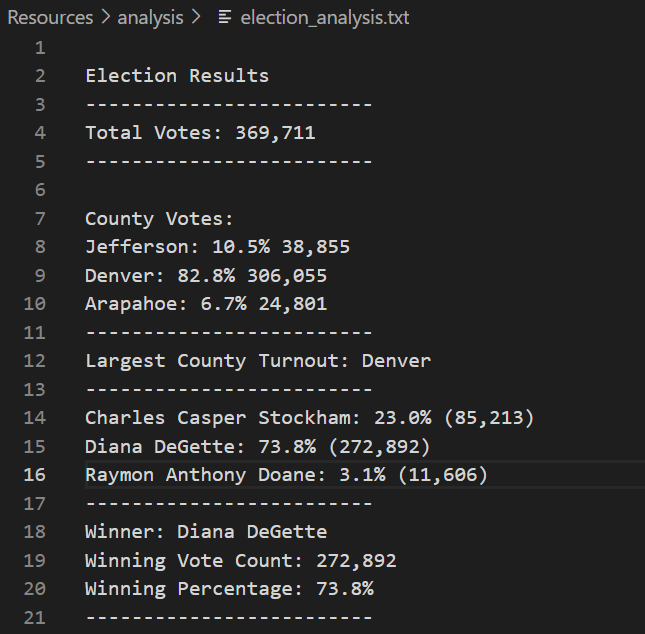 Resources > analysis > election_analysis.txt
1
2 Election Results
3 -------------------------
4 Total Votes: 369,711
5 -------------------------
6
7 County Votes:
8 Jefferson: 10.5% 38,855
9 Denver: 82.8% 306,055
10 Arapahoe: 6.7% 24,801
11 -------------------------
12 Largest County Turnout: Denver
13 -------------------------
14 Charles Casper Stockham: 23.0% (85,213)
15 Diana DeGette: 73.8% (272,892)
16 Raymon Anthony Doane: 3.1% (11,606)
17 -------------------------
18 Winner: Diana DeGette
19 Winning Vote Count: 272,892
20 Winning Percentage: 73.8%
21 -------------------------